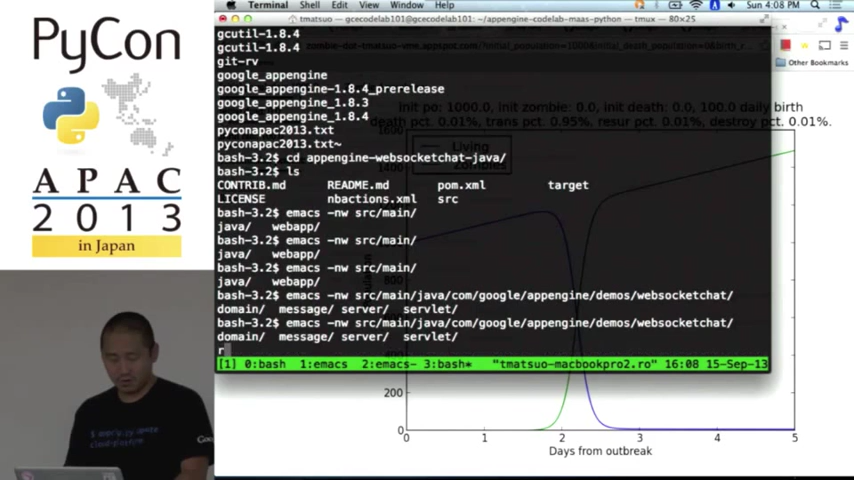 PyCon
A P A C
2 0 1 3
in Japan
Terminal Shell Edit View Window Help
Sun 4:08 PM
tmatsuo — gcecodelab101@gcecodelab101: ~/appengine-codelab-maas-python — tmux — 80×25
Other Bookmarks
gcutil-1.8.4
gcutil-1.8.4
git-rv
google_appengine
google_appengine-1.8.4_prerelease
google_appengine_1.8.3
google_appengine_1.8.4
pyconapac2013.txt
pyconapac2013.txt~
bash-3.2$ cd appengine-websocketchat-java/
bash-3.2$ ls
CONTRIB.md README.md pom.xml target
LICENSE nbactions.xml src
bash-3.2$ emacs -nw src/main/
java/ webapp/
bash-3.2$ emacs -nw src/main/
java/ webapp/
bash-3.2$ emacs -nw src/main/
java/ webapp/
bash-3.2$ emacs -nw src/main/java/com/google/appengine/demos/websocketchat/
domain/ message/ server/ servlet/
bash-3.2$ emacs -nw src/main/java/com/google/appengine/demos/websocketchat/
domain/ message/ server/ servlet/
r
[1] 0:bash 1:emacs 2:emacs- 3:bash* "tmatsuo-macbookpro2.ro" 16:08 15-Sep-13
Init po: 1000.0, init zombie: 0.0, init death: 0.0, 100.0 daily birth
death pct. 0.01%, trans pct. 0.95%, resur pct. 0.01%, destroy pct. 0.01%.
1600
1400
Living
Zombies
200
0
0 1 2 3 4 5
Days from outbreak